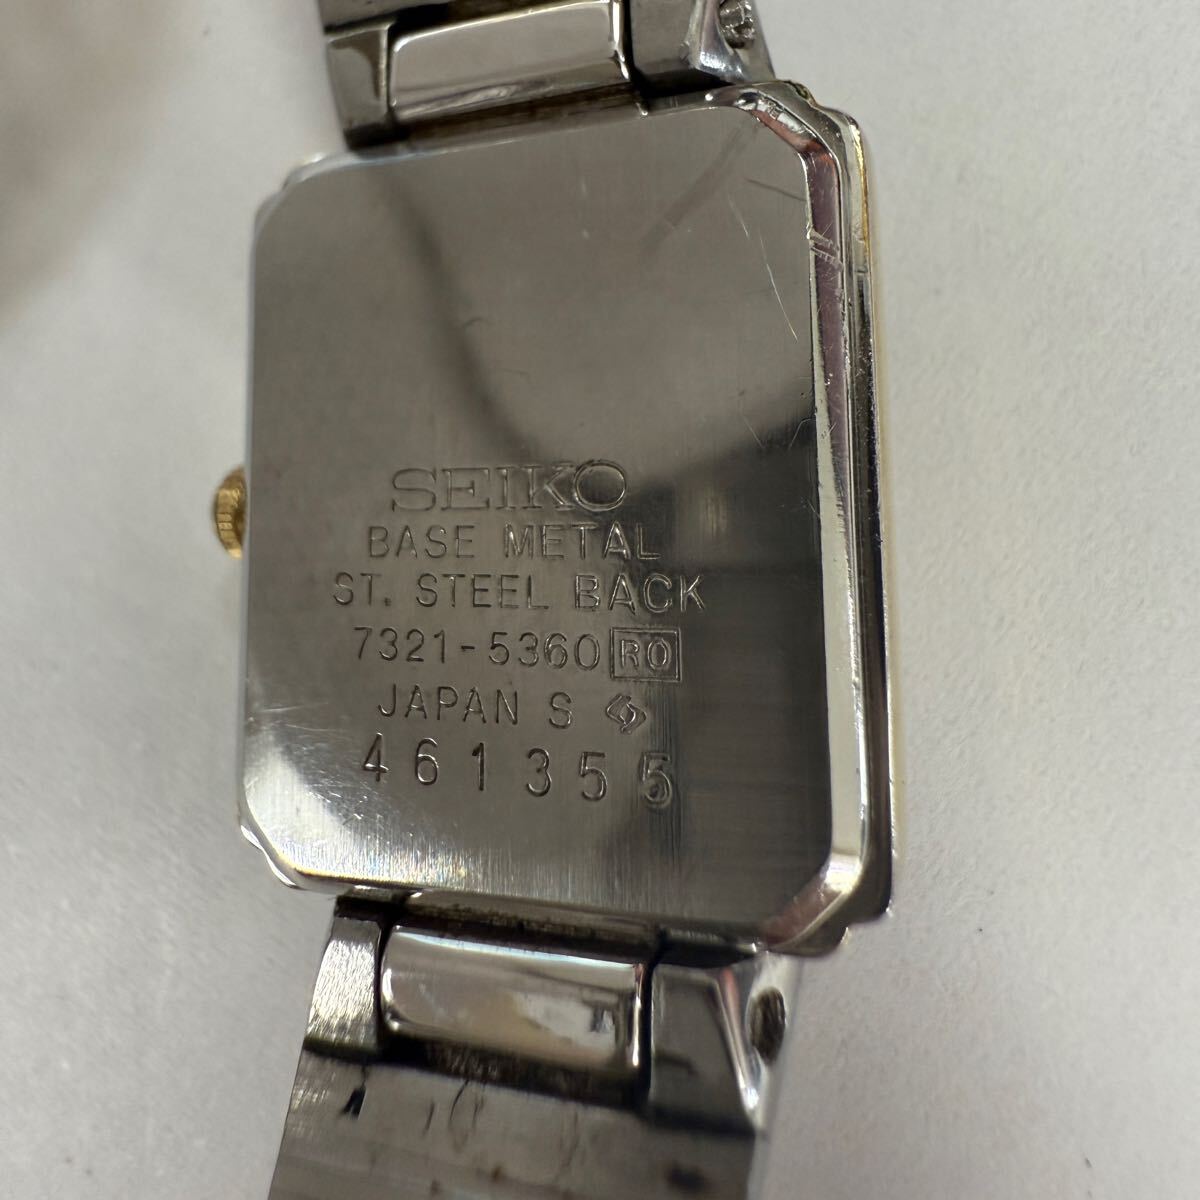 SEIKO
BASE METAL
ST. STEEL BACK
7321-5360 R0
JAPAN S
461355